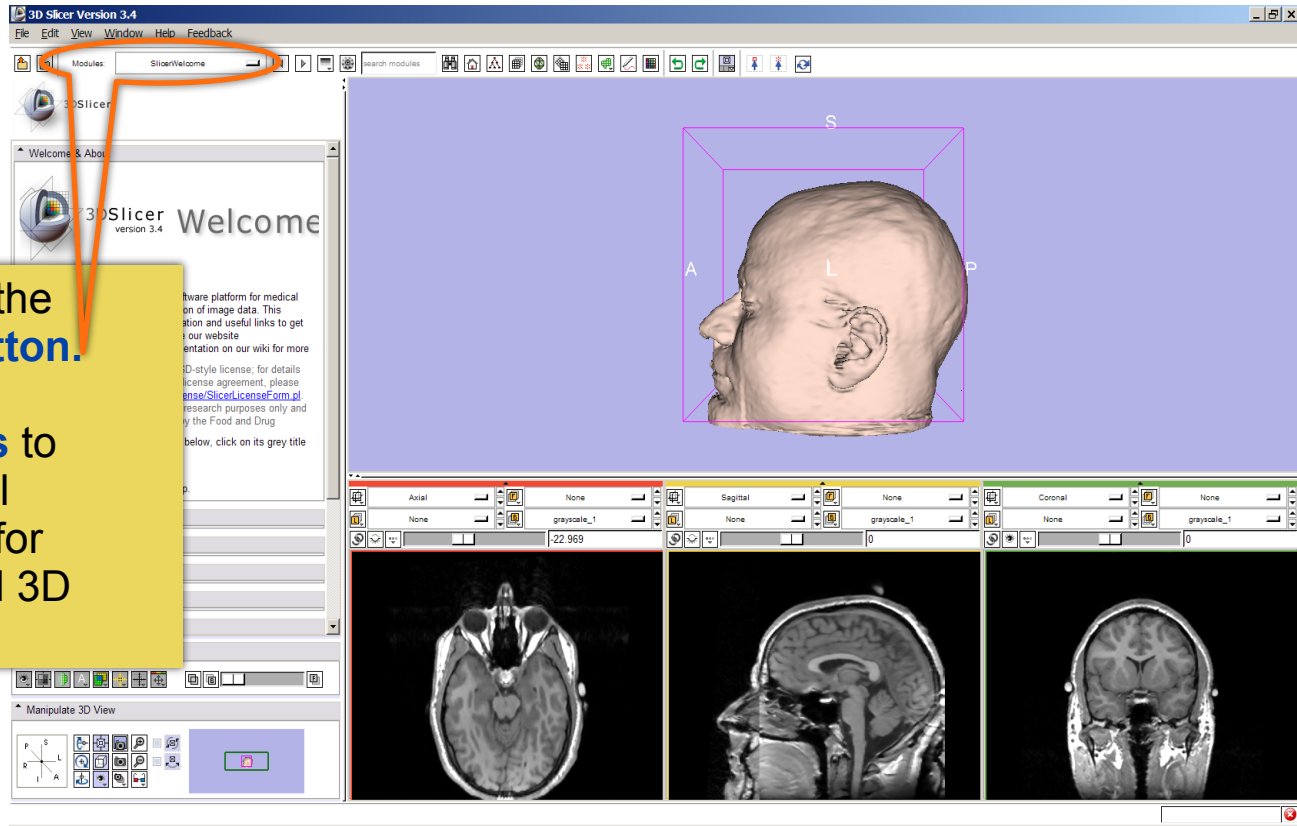 3D Slicer Version 3.4
File Edit View Window Help Feedback
Modules: SlicerWelcome search modules
3DSlicer
Welcome & Abou
3DSlicer Welcome
version 3.4
the
tton.
s to
l
for
l 3D
ftware platform for medical
on of image data. This
ation and useful links to get
e our website
entation on our wiki for more
SD-style license; for details
license agreement, please
ense/SlicerLicenseForm.pl.
research purposes only and
by the Food and Drug
below, click on its grey title
p.
S
A L P
Axial None
None grayscale_1
-22.969
Sagittal None
None grayscale_1
0
Coronal None
None grayscale_1
0
Manipulate 3D View
P S
R L
I A